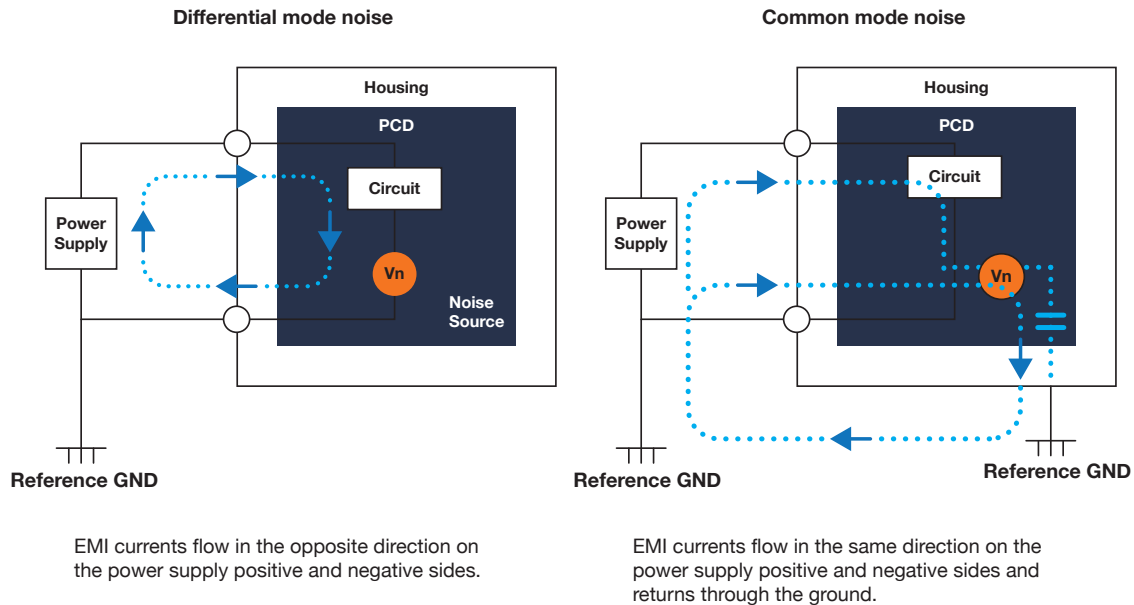 Differential mode noise
Housing
PCD
Circuit
Power
Supply
Vn
Noise
Source
Reference GND
EMI currents flow in the opposite direction on
the power supply positive and negative sides.
Common mode noise
Housing
PCD
Circuit
Power
Supply
Vn
Reference GND
Reference GND
EMI currents flow in the same direction on the
power supply positive and negative sides and
returns through the ground.